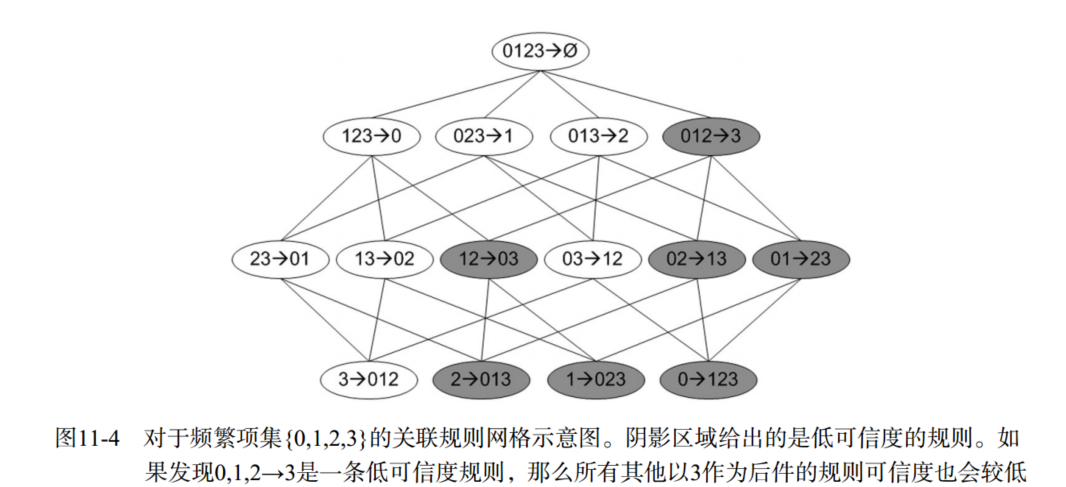 0123→Ø
123→0 023→1 013→2 012→3
23→01 13→02 12→03 03→12 02→13 01→23
3→012 2→013 1→023 0→123
图11-4 对于频繁项集{0,1,2,3}的关联规则网格示意图。阴影区域给出的是低可信度的规则。如
果发现0,1,2→3是一条低可信度规则，那么所有其他以3作为后件的规则可信度也会较低